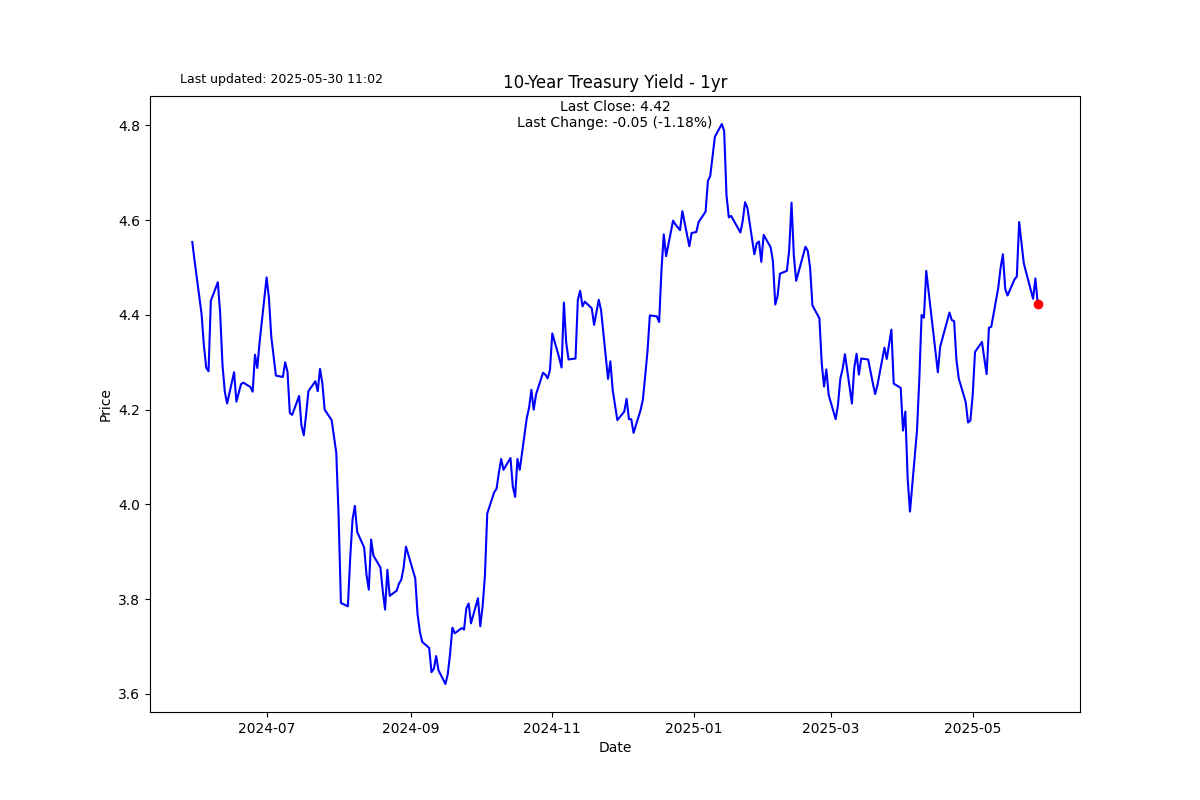 Last updated: 2025-05-30 11:02
10-Year Treasury Yield - 1yr
Last Close: 4.42
Last Change: -0.05 (-1.18%)
4.8
4.6
4.4
4.2
4.0
3.8
3.6
Price
2024-07 2024-09 2024-11 2025-01 2025-03 2025-05
Date